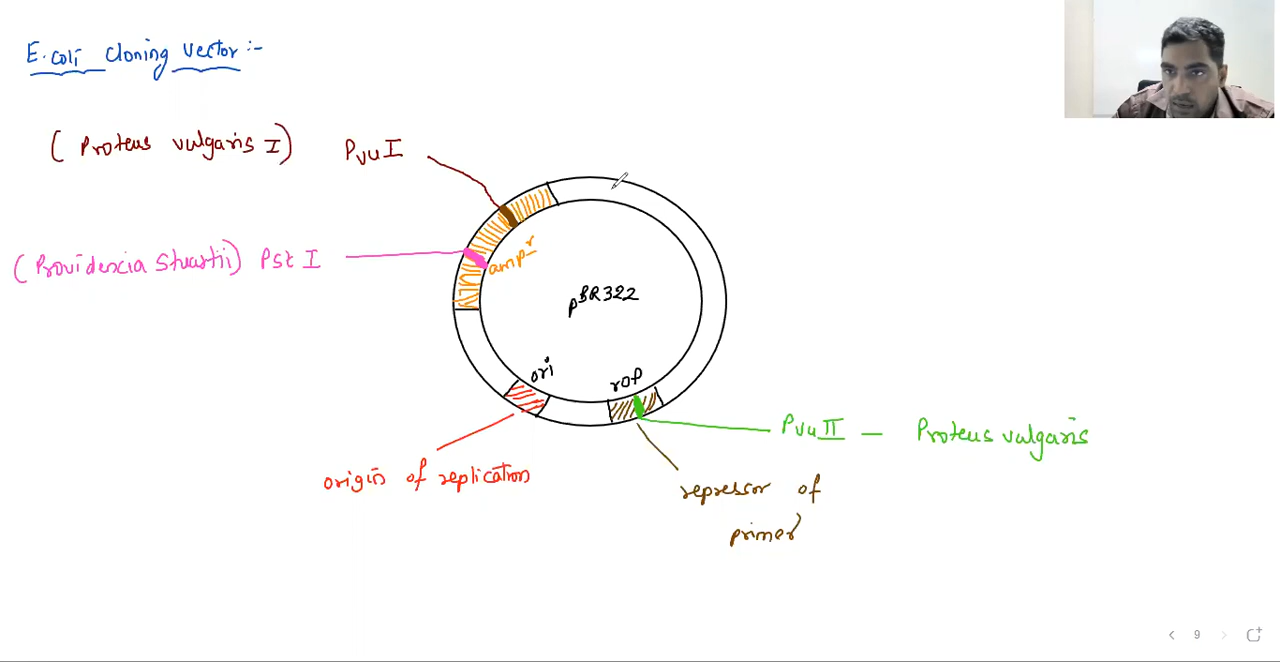 E.coli cloning vector :-
(Proteus vulgaris I) PvuI
(Providencia stuartii) PstI
ampʳ
pBR322
ori
rop
PvuII - Proteus vulgaris
origin of replication
repressor of
primer
9